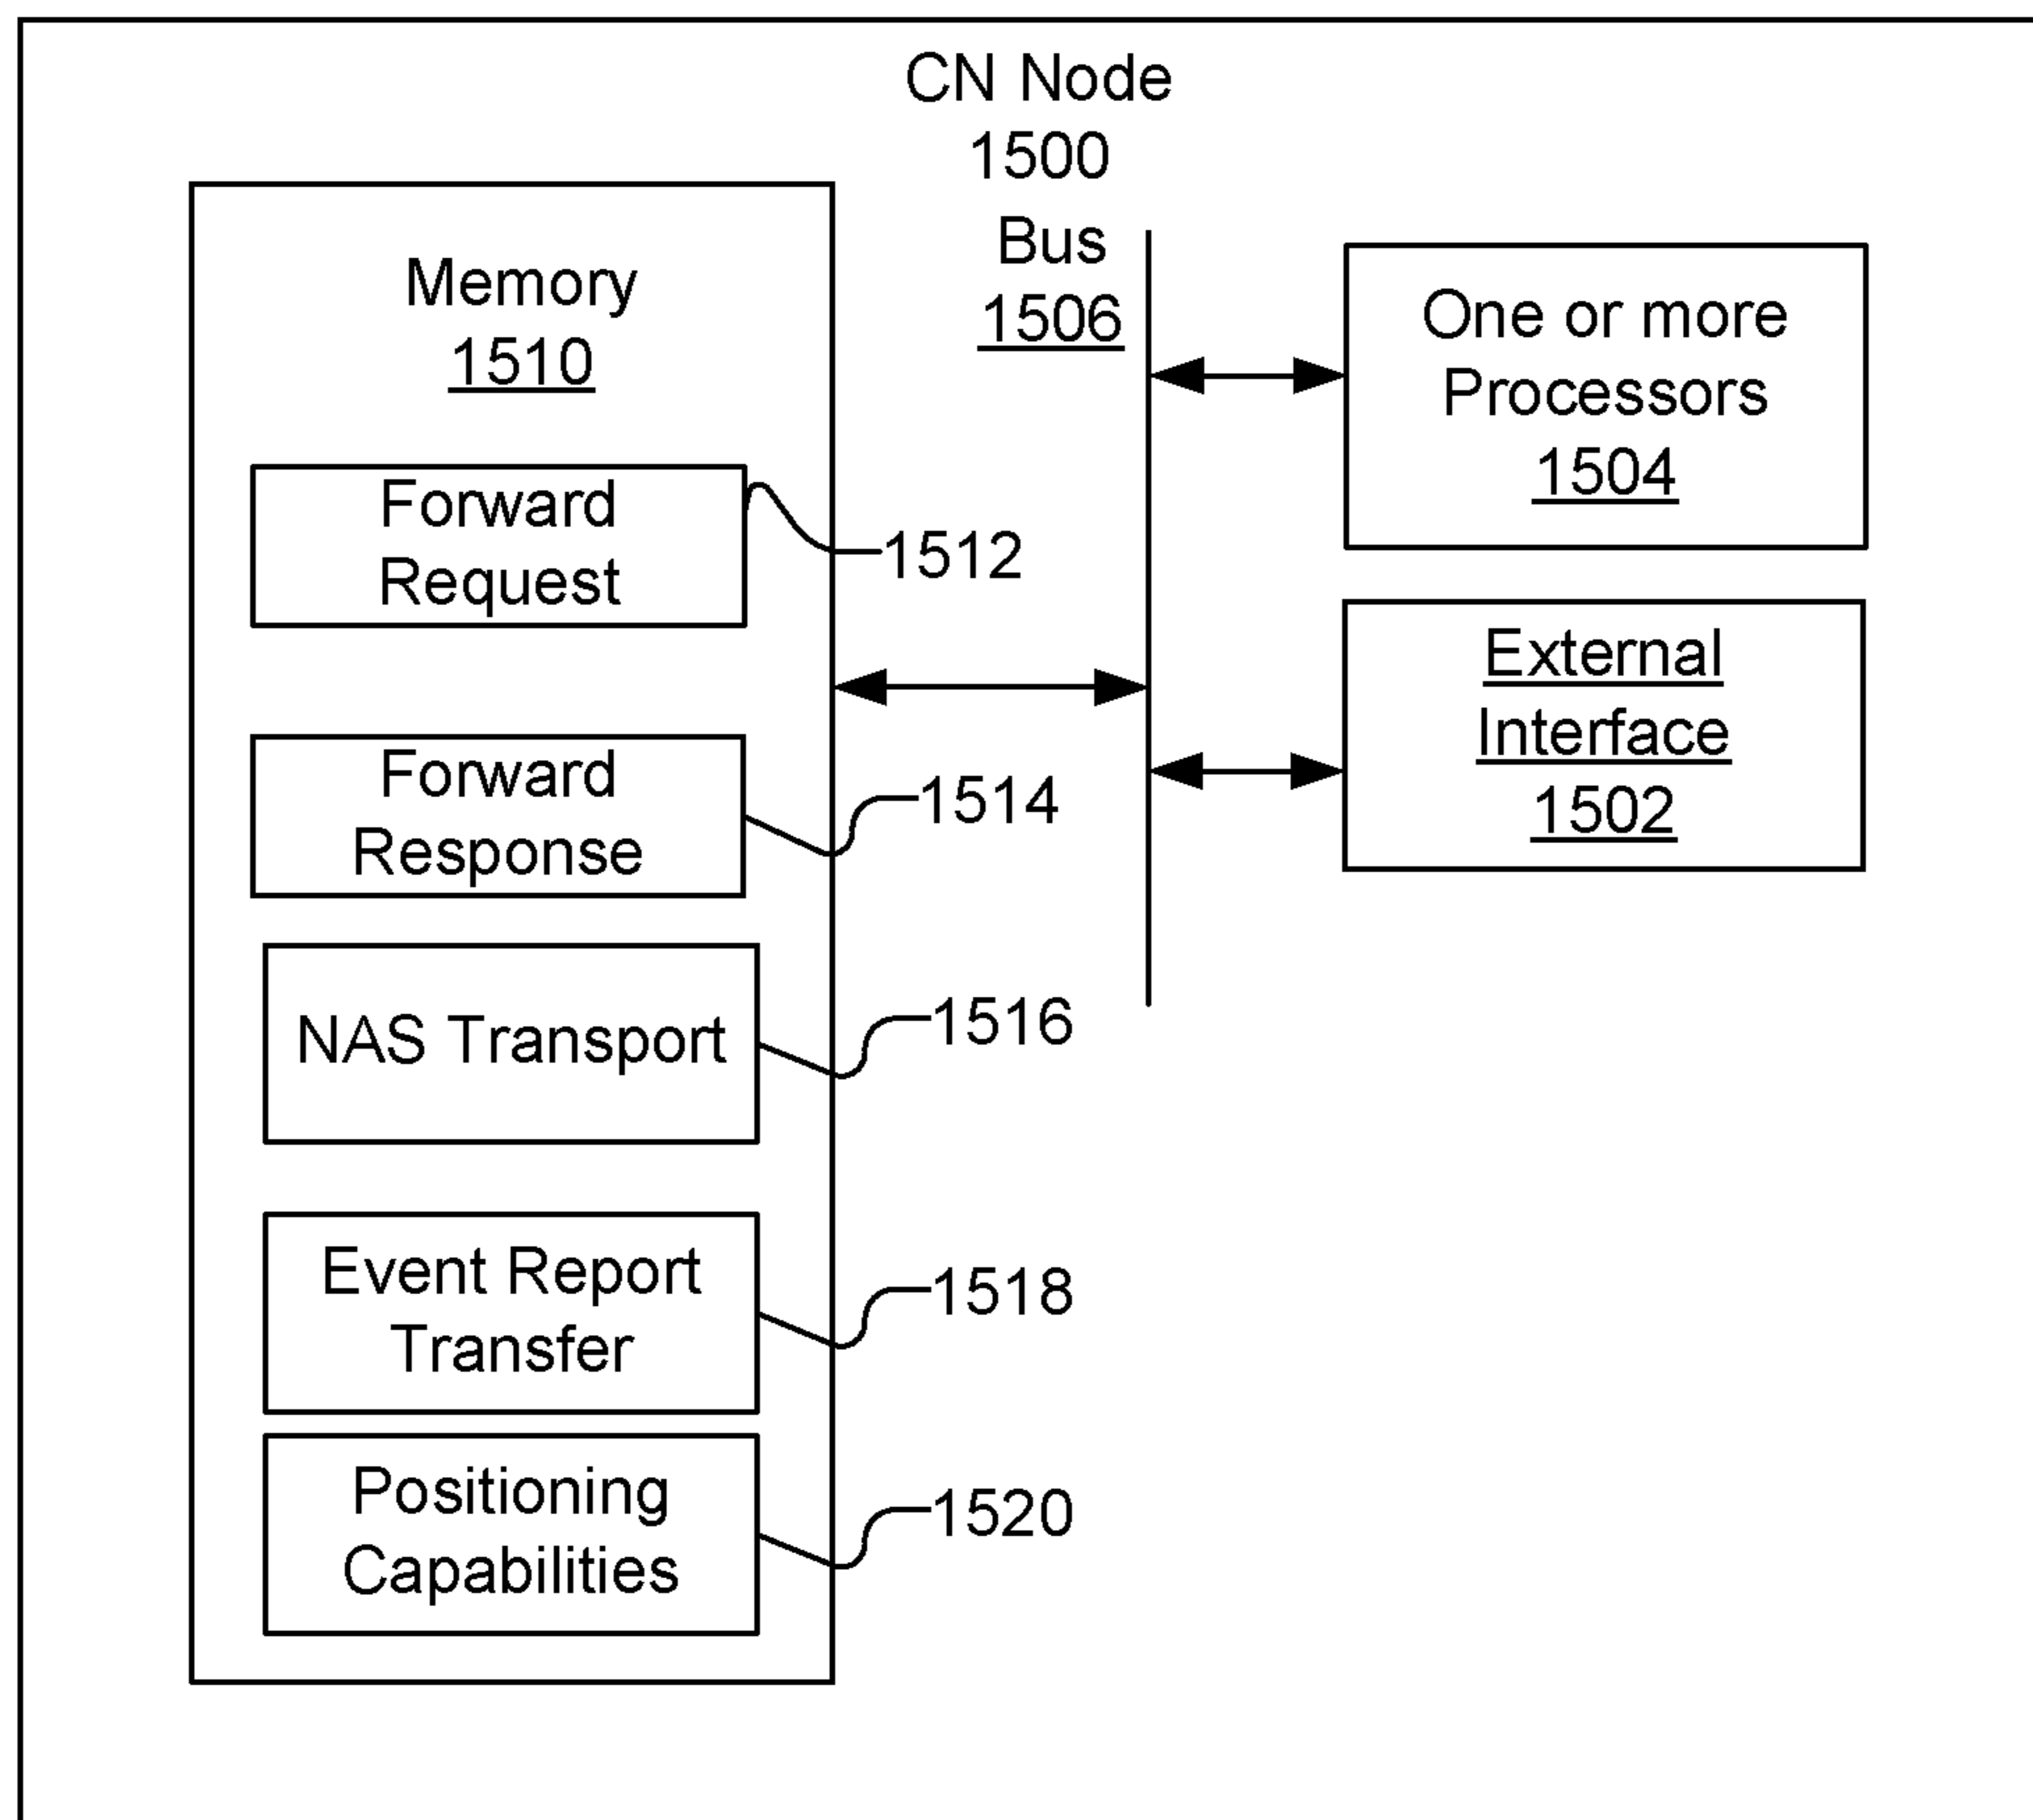 CN Node
1500
Memory
1510
Forward
Request
1512
Forward
Response
1514
NAS Transport
1516
Event Report
Transfer
1518
Positioning
Capabilities
1520
Bus
1506
One or more
Processors
1504
External
Interface
1502